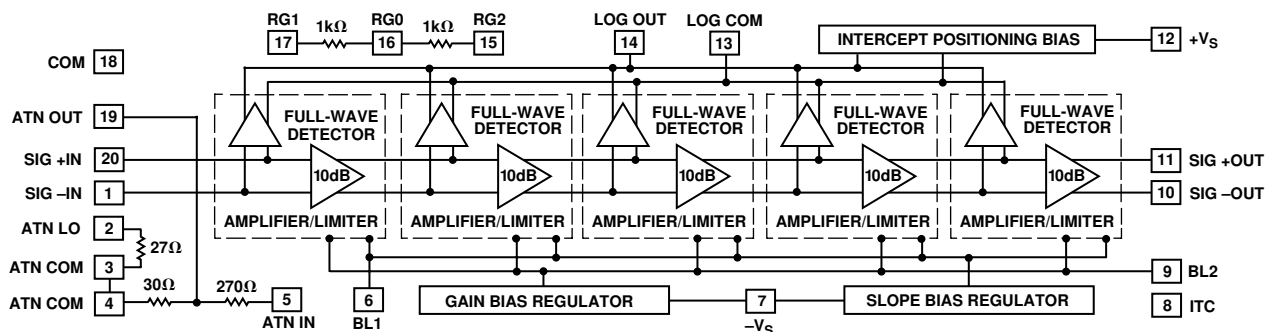 RG1 1kΩ RG0 1kΩ RG2 LOG OUT LOG COM
17 16 15 14 13 INTERCEPT POSITIONING BIAS 12 +VS
COM 18
ATN OUT 19
FULL-WAVE DETECTOR FULL-WAVE DETECTOR FULL-WAVE DETECTOR FULL-WAVE DETECTOR FULL-WAVE DETECTOR
SIG +IN 20 11 SIG +OUT
10dB 10dB 10dB 10dB 10dB
SIG –IN 1 10 SIG –OUT
AMPLIFIER/LIMITER AMPLIFIER/LIMITER AMPLIFIER/LIMITER AMPLIFIER/LIMITER AMPLIFIER/LIMITER
ATN LO 2
27Ω
ATN COM 3 9 BL2
30Ω 270Ω
ATN COM 4 5 6 GAIN BIAS REGULATOR 7 SLOPE BIAS REGULATOR 8 ITC
ATN IN BL1 –VS